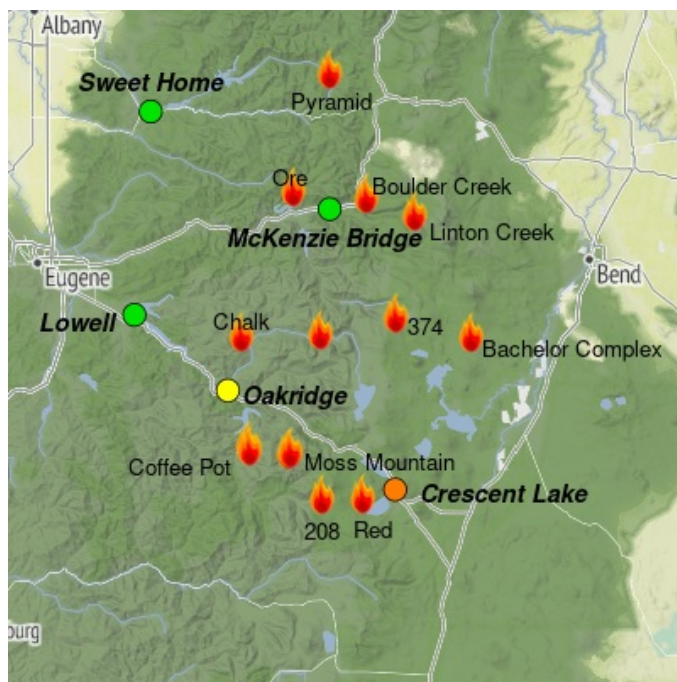 Albany
Sweet Home
Pyramid
Ore
Boulder Creek
McKenzie Bridge
Linton Creek
Eugene
Bend
Lowell
Chalk
374
Bachelor Complex
Oakridge
Coffee Pot
Moss Mountain
Crescent Lake
208
Red
burg